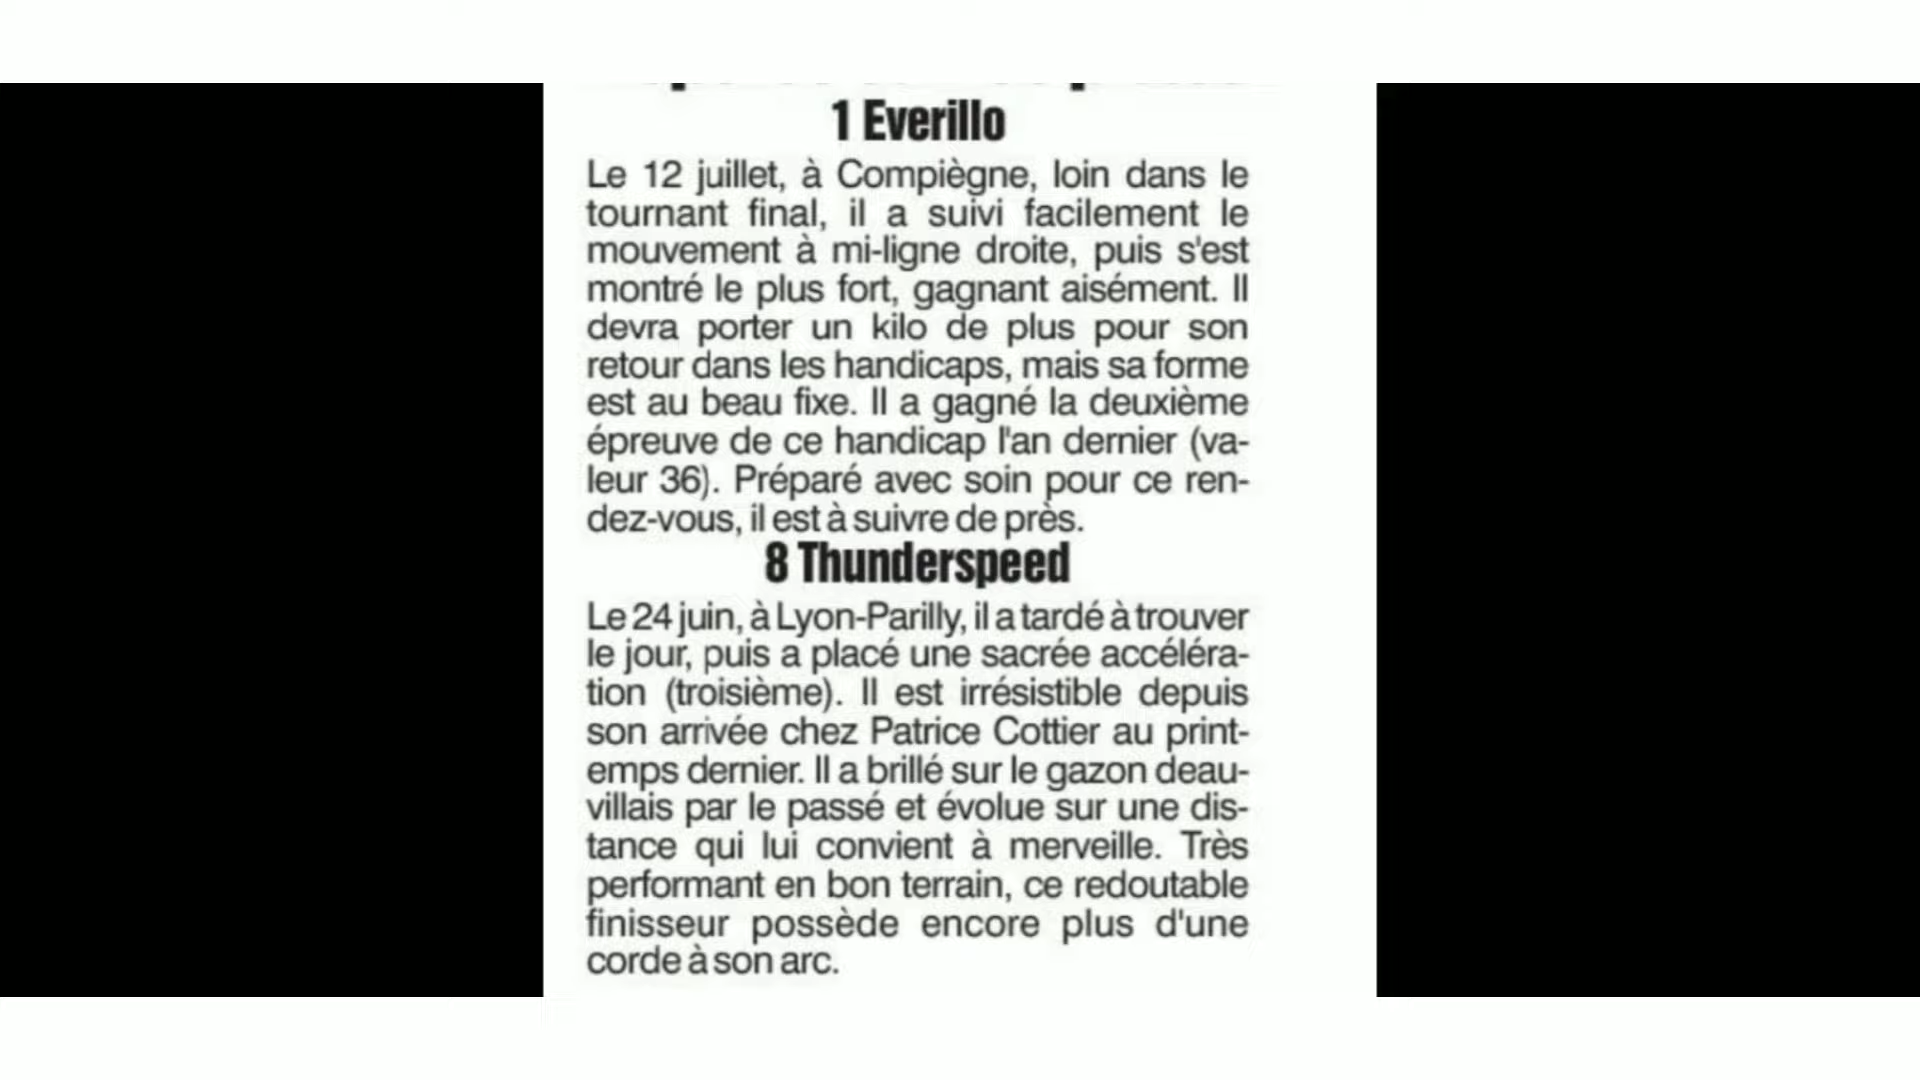 1 Everillo
Le 12 juillet, à Compiègne, loin dans le
tournant final, il a suivi facilement le
mouvement à mi-ligne droite, puis s'est
montré le plus fort, gagnant aisément. Il
devra porter un kilo de plus pour son
retour dans les handicaps, mais sa forme
est au beau fixe. Il a gagné la deuxième
épreuve de ce handicap l'an dernier (va-
leur 36). Préparé avec soin pour ce ren-
dez-vous, il est à suivre de près.
8 Thunderspeed
Le 24 juin, à Lyon-Parilly, il a tardé à trouver
le jour, puis a placé une sacrée accéléra-
tion (troisième). Il est irrésistible depuis
son arrivée chez Patrice Cottier au print-
emps dernier. Il a brillé sur le gazon deau-
villais par le passé et évolue sur une dis-
tance qui lui convient à merveille. Très
performant en bon terrain, ce redoutable
finisseur possède encore plus d'une
corde à son arc.